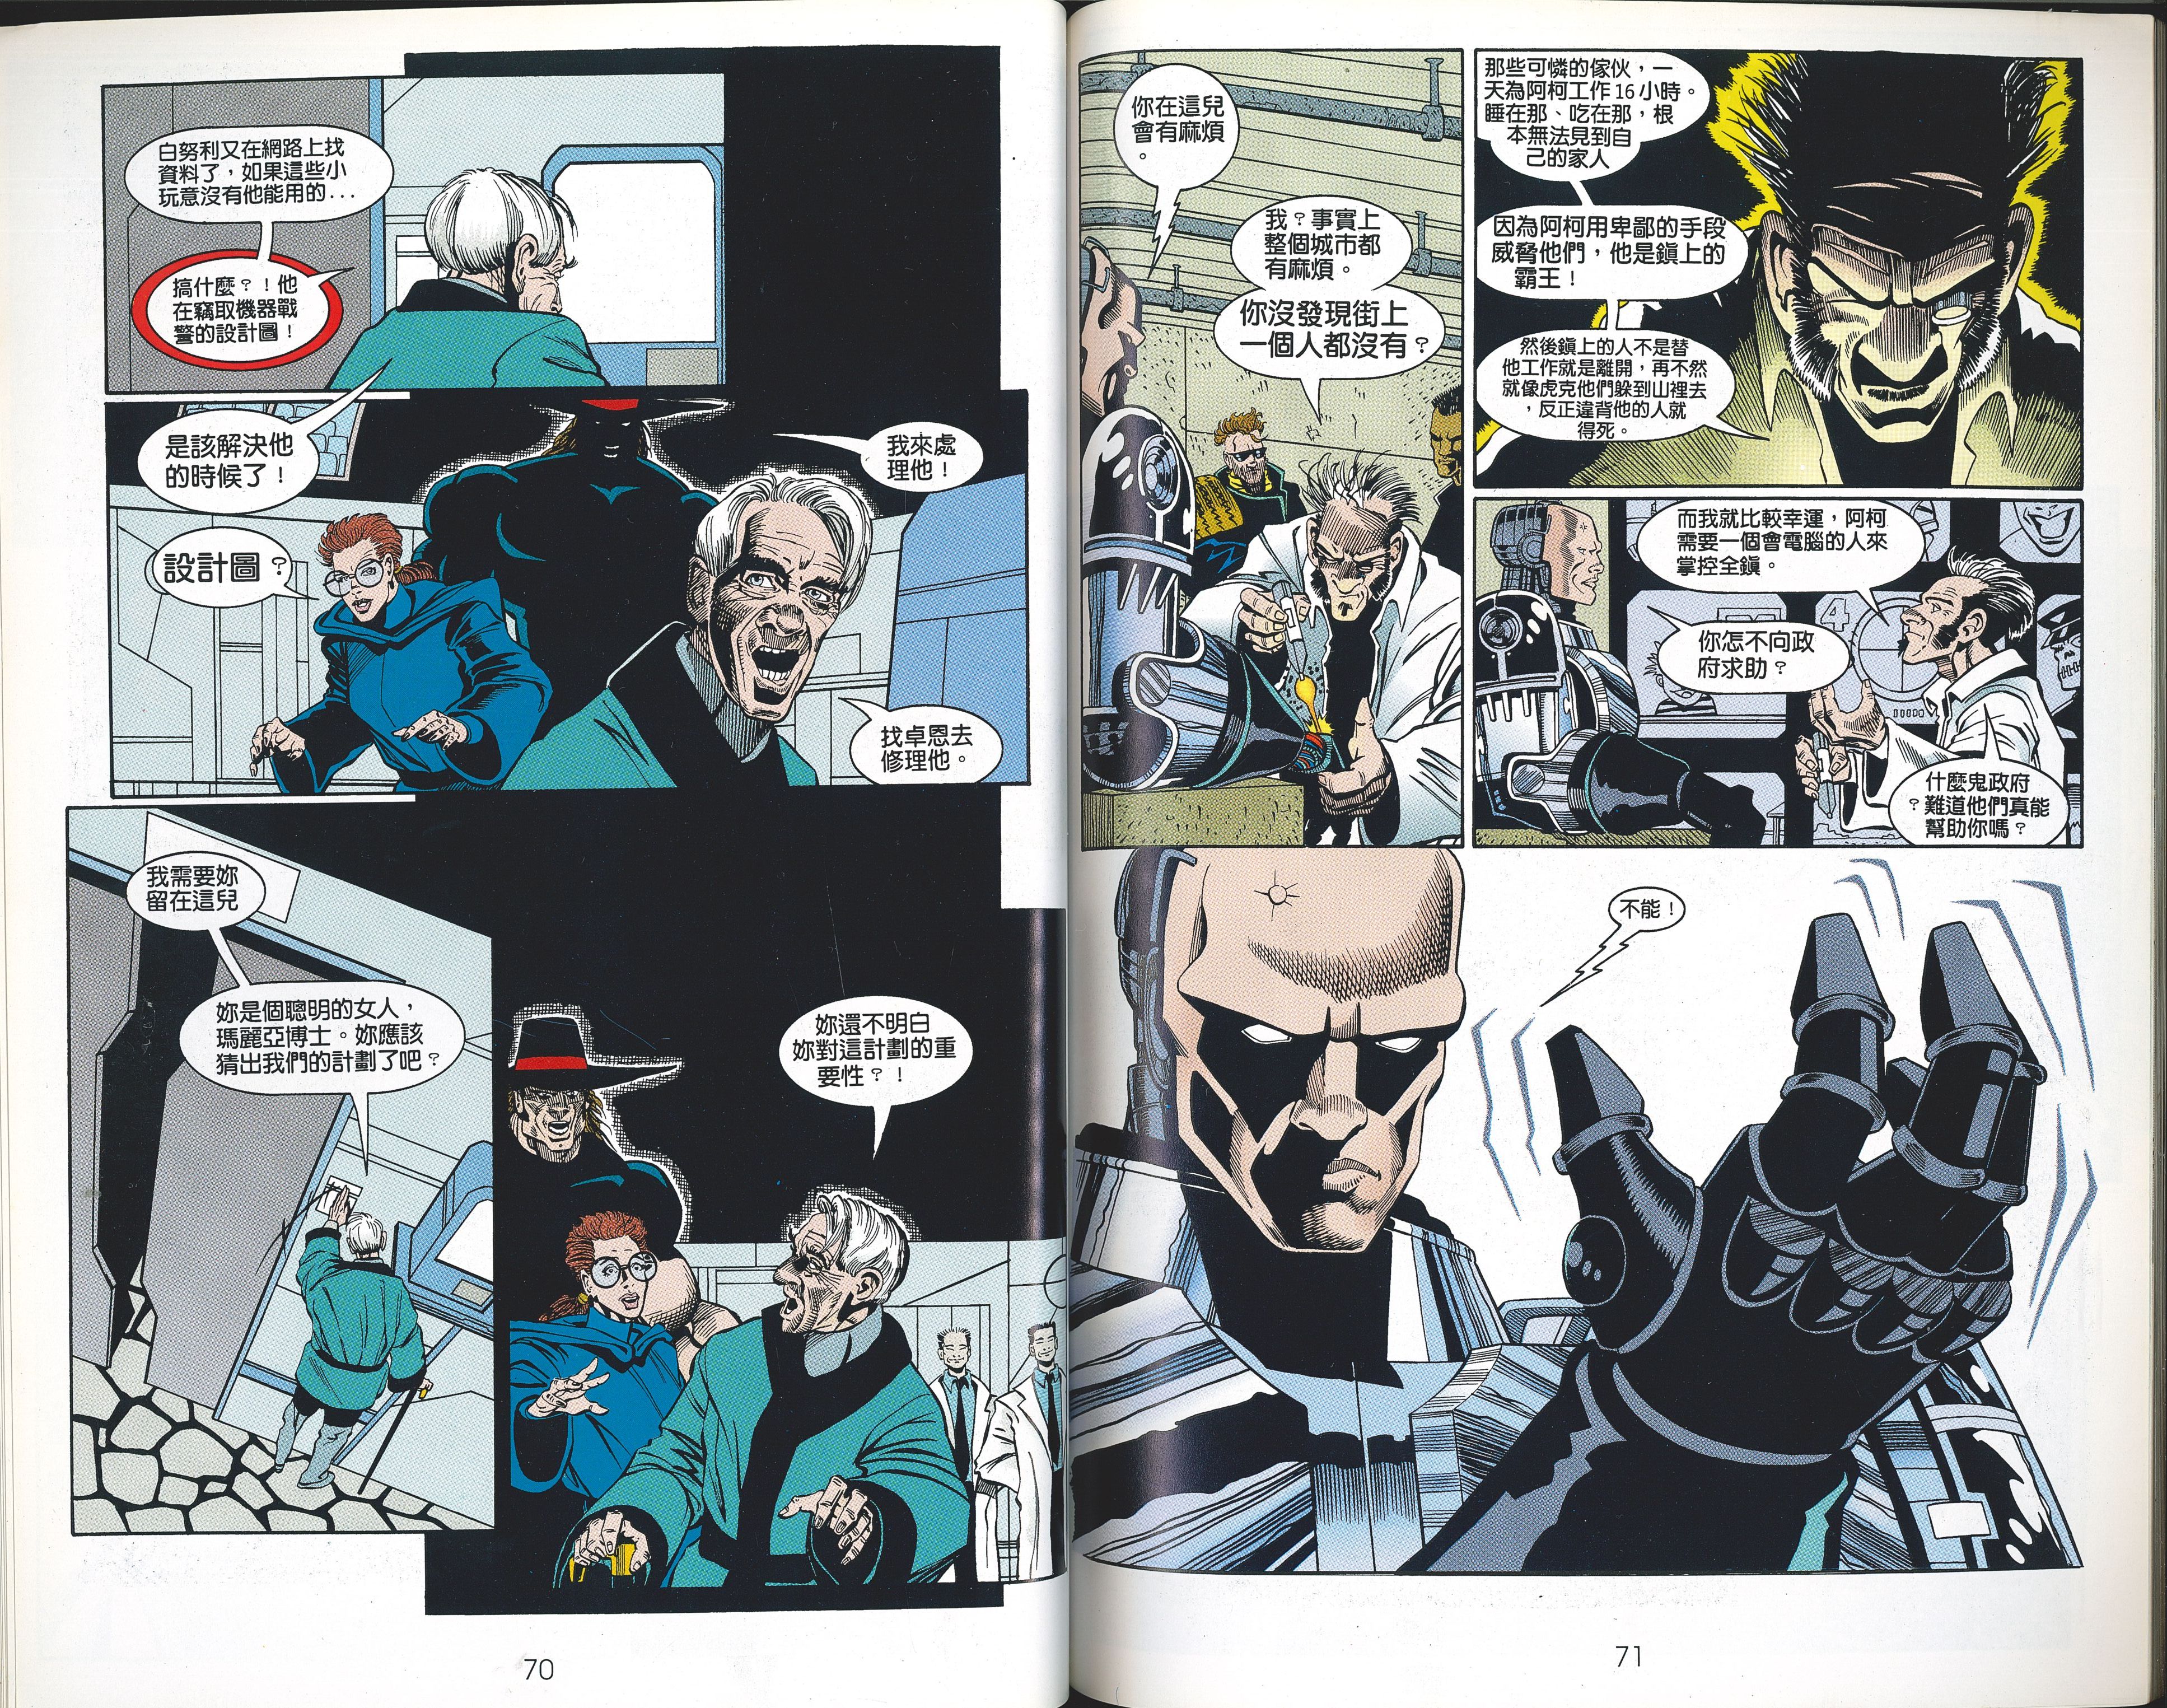 白努利又在網路上找
資料了，如果這些小
玩意沒有他能用的...
搞什麼？！他
在竊取機器戰
警的設計圖！
是該解決他
的時候了！
我來處
理他！
設計圖？
找卓恩去
修理他。
我需要妳
留在這兒
妳是個聰明的女人，
瑪麗亞博士。妳應該
猜出我們的計劃了吧？
妳還不明白
妳對這計劃的重
要性？！
70
你在這兒
會有麻煩
。
我？事實上
整個城市都
有麻煩。
你沒發現街上
一個人都沒有？
那些可憐的傢伙，一
天為阿柯工作16小時。
睡在那、吃在那，根
本無法見到自
己的家人
因為阿柯用卑鄙的手段
威脅他們，他是鎮上的
霸王！
然後鎮上的人不是替
他工作就是離開，再不然
就像虎克他們躲到山裡去
，反正違背他的人就
得死。
而我就比較幸運，阿柯
需要一個會電腦的人來
掌控全鎮。
你怎不向政
府求助？
4
什麼鬼政府
？難道他們真能
幫助你嗎？
不能！
71